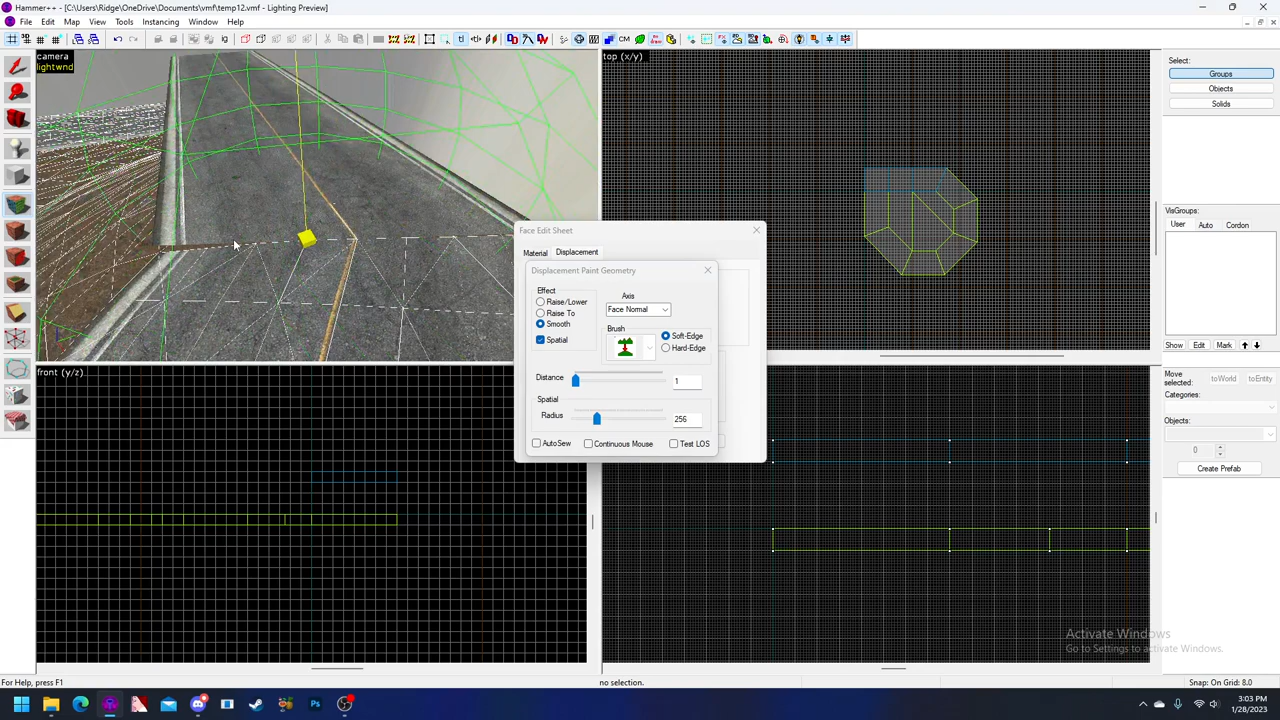 Hammer++ - [C:\Users\Ridge\OneDrive\Documents\vmf\temp12.vmf - Lighting Preview]
File Edit Map View Tools Instancing Window Help
camera
lightwnd
top (x/y)
front (y/z)
Face Edit Sheet
Material Displacement
Displacement Paint Geometry
Effect
Raise/Lower
Raise To
Smooth
Spatial
Axis
Face Normal
Brush
Soft-Edge
Hard-Edge
Distance 1
Spatial
Radius 256
AutoSew Continuous Mouse Test LOS
Select:
Groups
Objects
Solids
VisGroups:
User Auto Cordon
Show Edit Mark
Move selected: toWorld toEntity
Categories:
Objects:
0
Create Prefab
Activate Windows
Go to Settings to activate Windows.
For Help, press F1
no selection.
Snap: On Grid: 8.0
3:03 PM
1/28/2023